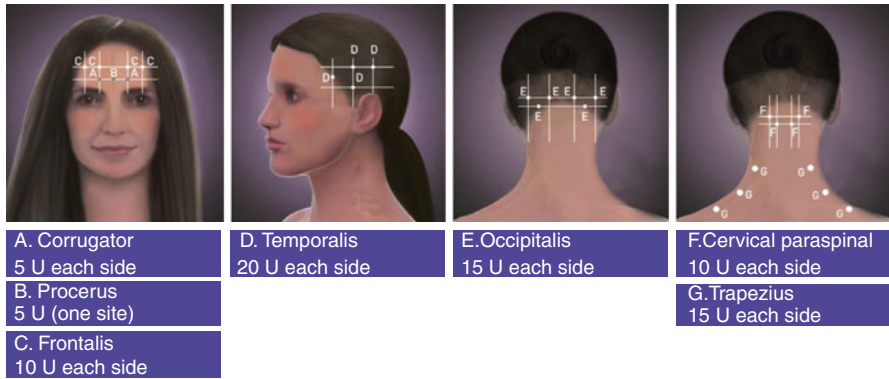 C C C C
A B A
D D
D D
E E E E
E E
F F
F F
G G
G G
G G
A. Corrugator
5 U each side
B. Procerus
5 U (one site)
C. Frontalis
10 U each side
D. Temporalis
20 U each side
E.Occipitalis
15 U each side
F.Cervical paraspinal
10 U each side
G.Trapezius
15 U each side